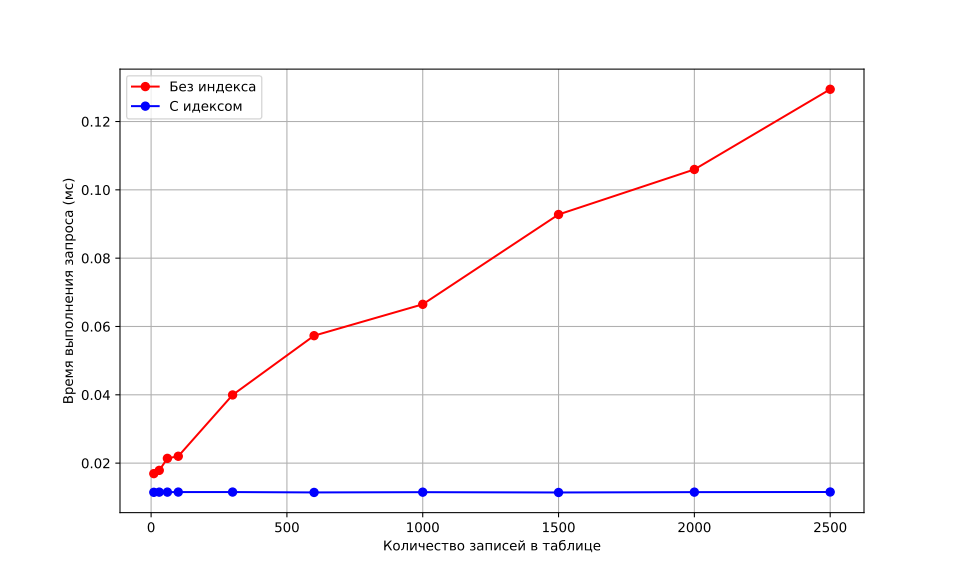 Без индекса
С идексом
0.12
0.10
0.08
0.06
0.04
0.02
Время выполнения запроса (мс)
0 500 1000 1500 2000 2500
Количество записей в таблице